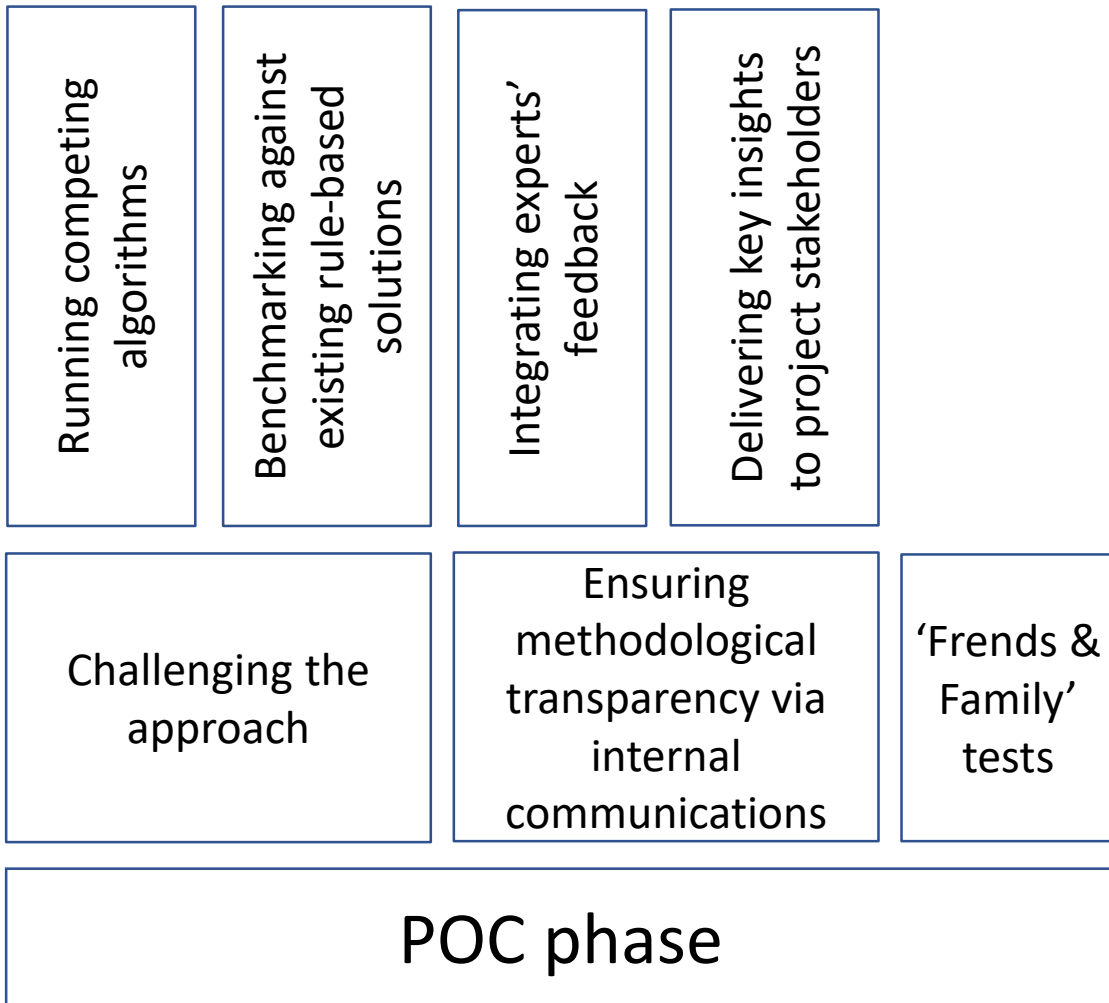 Running competing
algorithms
Benchmarking against
existing rule-based
solutions
Integrating experts’
feedback
Delivering key insights
to project stakeholders
Challenging the
approach
Ensuring
methodological
transparency via
internal
communications
‘Frends &
Family’
tests
POC phase